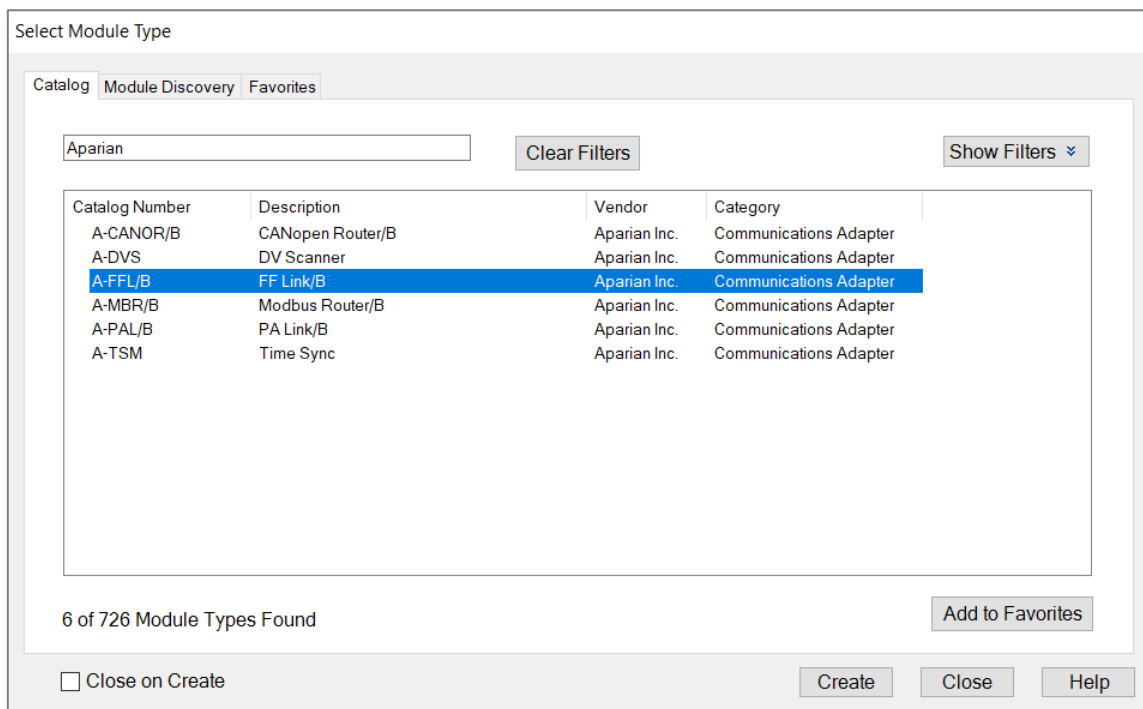 Select Module Type
Catalog Module Discovery Favorites
Aparian Clear Filters Show Filters
Catalog Number Description Vendor Category
A-CANOR/B CANopen Router/B Aparian Inc. Communications Adapter
A-DVS DV Scanner Aparian Inc. Communications Adapter
A-FFL/B FF Link/B Aparian Inc. Communications Adapter
A-MBR/B Modbus Router/B Aparian Inc. Communications Adapter
A-PAL/B PA Link/B Aparian Inc. Communications Adapter
A-TSM Time Sync Aparian Inc. Communications Adapter
6 of 726 Module Types Found Add to Favorites
Close on Create Create Close Help